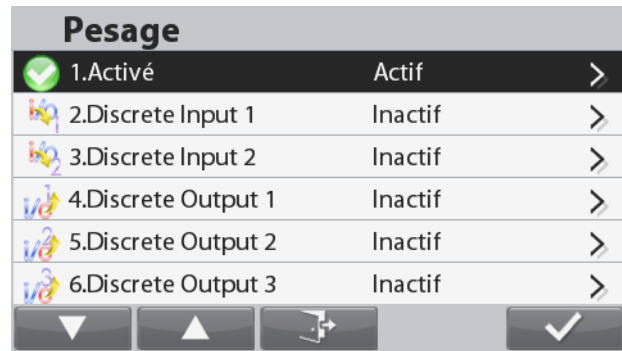 Pesage
1.Activé Actif
2.Discrete Input 1 Inactif
3.Discrete Input 2 Inactif
4.Discrete Output 1 Inactif
5.Discrete Output 2 Inactif
6.Discrete Output 3 Inactif